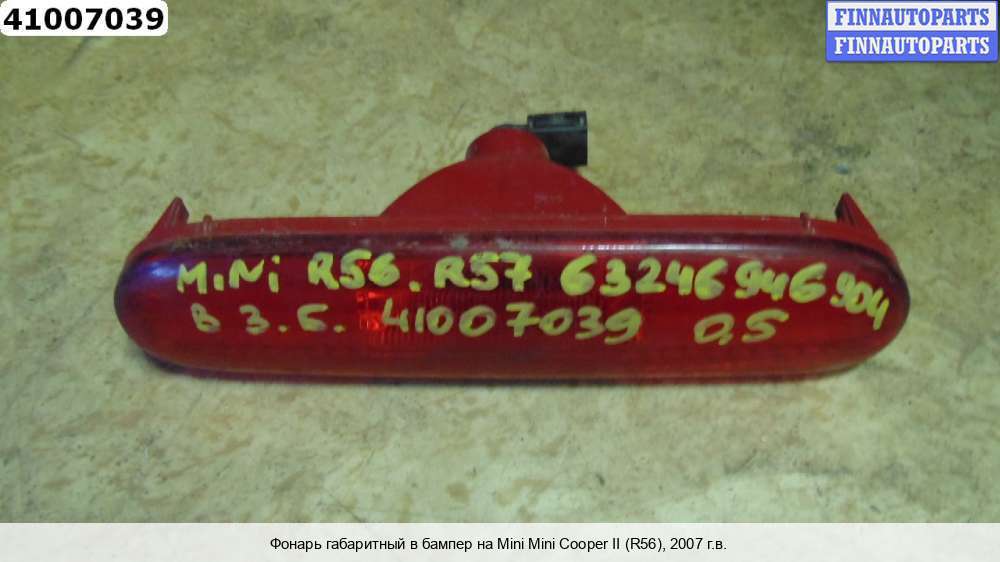 41007039
FINNAUTOPARTS
FINNAUTOPARTS
MiNi R56. R57 63246946904
В З.Б. 41007039 0,5
Фонарь габаритный в бампер на Mini Mini Cooper II (R56), 2007 г.в.